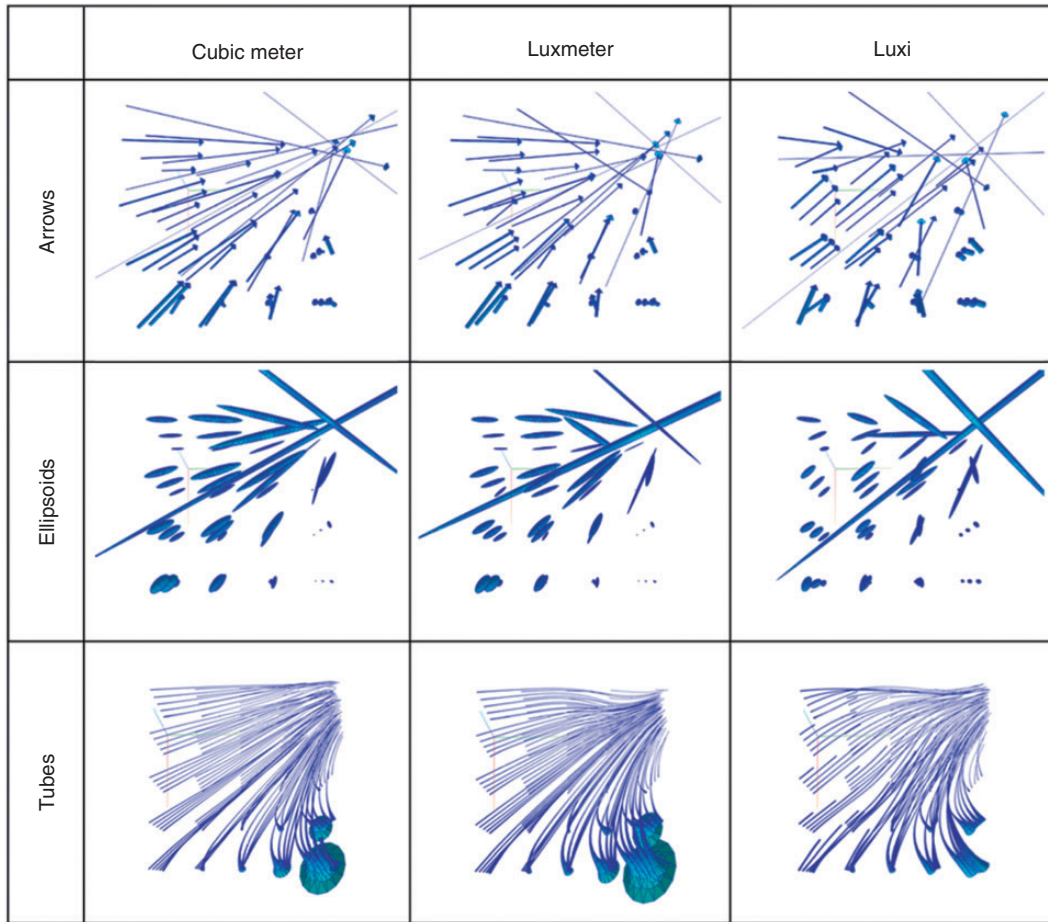 Cubic meter
Luxmeter
Luxi
Arrows
Ellipsoids
Tubes